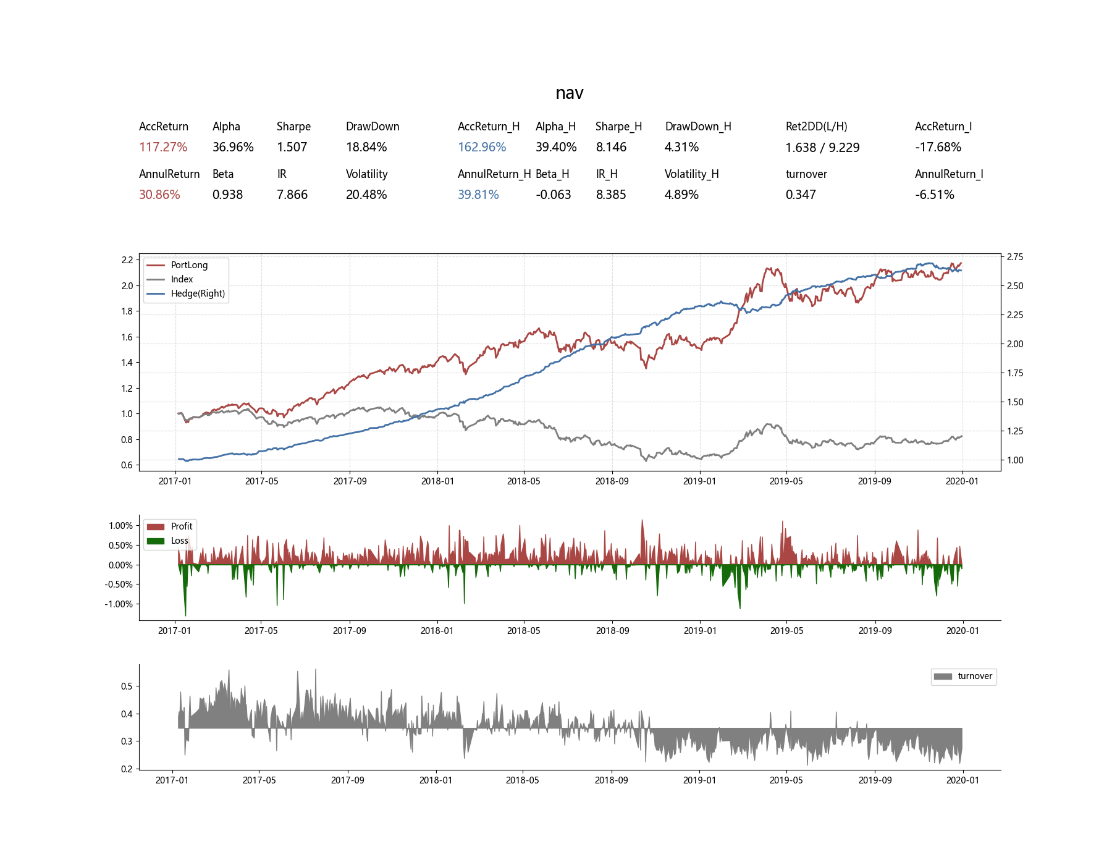 nav
AccReturn Alpha Sharpe DrawDown AccReturn_H Alpha_H Sharpe_H DrawDown_H Ret2DD(L/H) AccReturn_I
117.27% 36.96% 1.507 18.84% 162.96% 39.40% 8.146 4.31% 1.638 / 9.229 -17.68%
AnnulReturn Beta IR Volatility AnnulReturn_H Beta_H IR_H Volatility_H turnover AnnulReturn_I
30.86% 0.938 7.866 20.48% 39.81% -0.063 8.385 4.89% 0.347 -6.51%
PortLong
Index
Hedge(Right)
2.2
2.0
1.8
1.6
1.4
1.2
1.0
0.8
0.6
2.75
2.50
2.25
2.00
1.75
1.50
1.25
1.00
2017-01 2017-05 2017-09 2018-01 2018-05 2018-09 2019-01 2019-05 2019-09 2020-01
Profit
Loss
1.00%
0.50%
0.00%
-0.50%
-1.00%
2017-01 2017-05 2017-09 2018-01 2018-05 2018-09 2019-01 2019-05 2019-09 2020-01
turnover
0.5
0.4
0.3
0.2
2017-01 2017-05 2017-09 2018-01 2018-05 2018-09 2019-01 2019-05 2019-09 2020-01